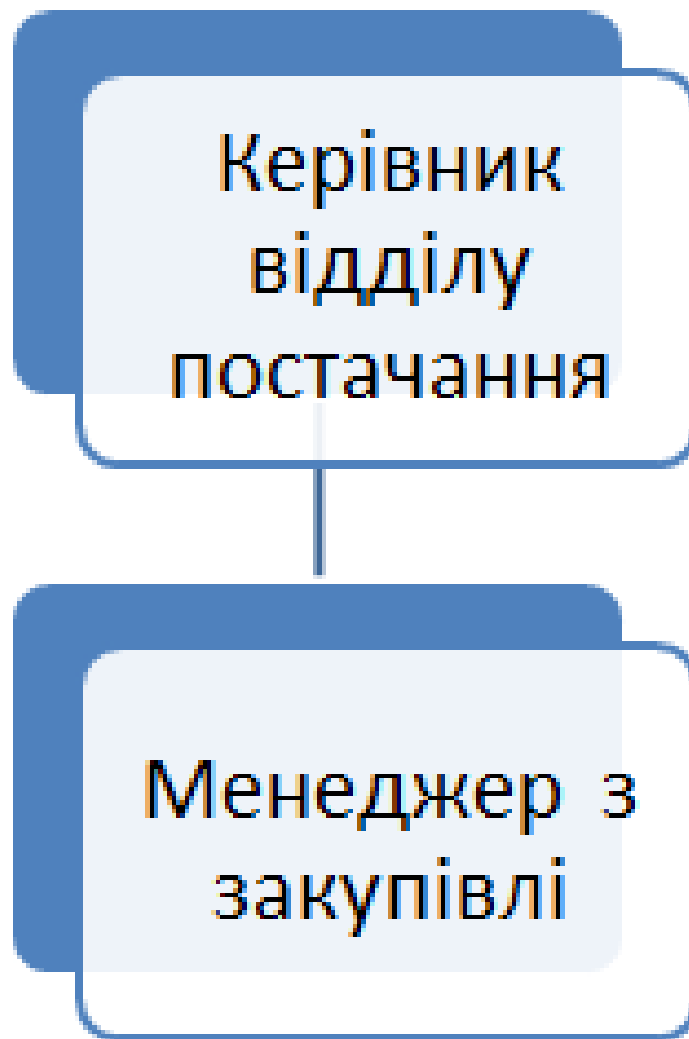 Керівник
відділу
постачання
Менеджер з
закупівлі